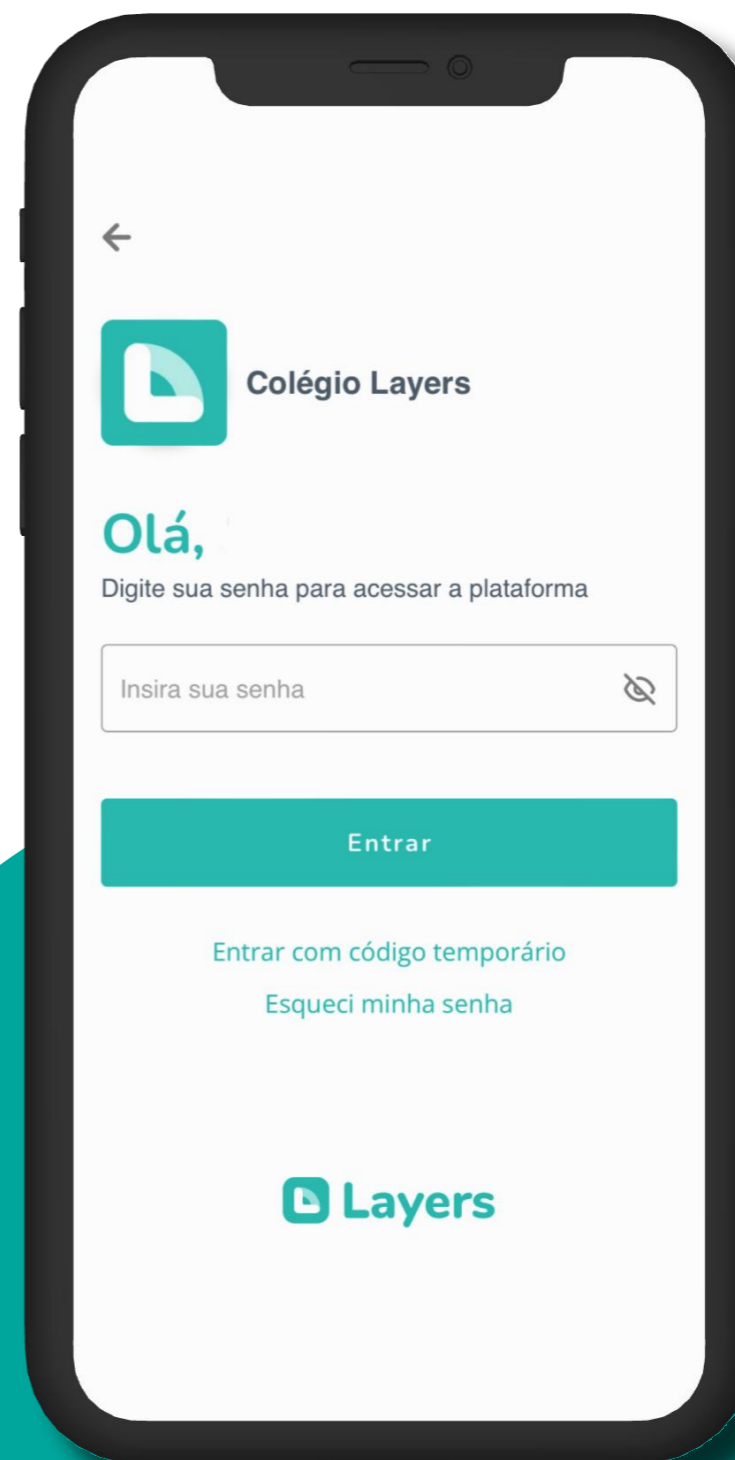 Colégio Layers
Olá,
Digite sua senha para acessar a plataforma
Insira sua senha
Entrar
Entrar com código temporário
Esqueci minha senha
Layers